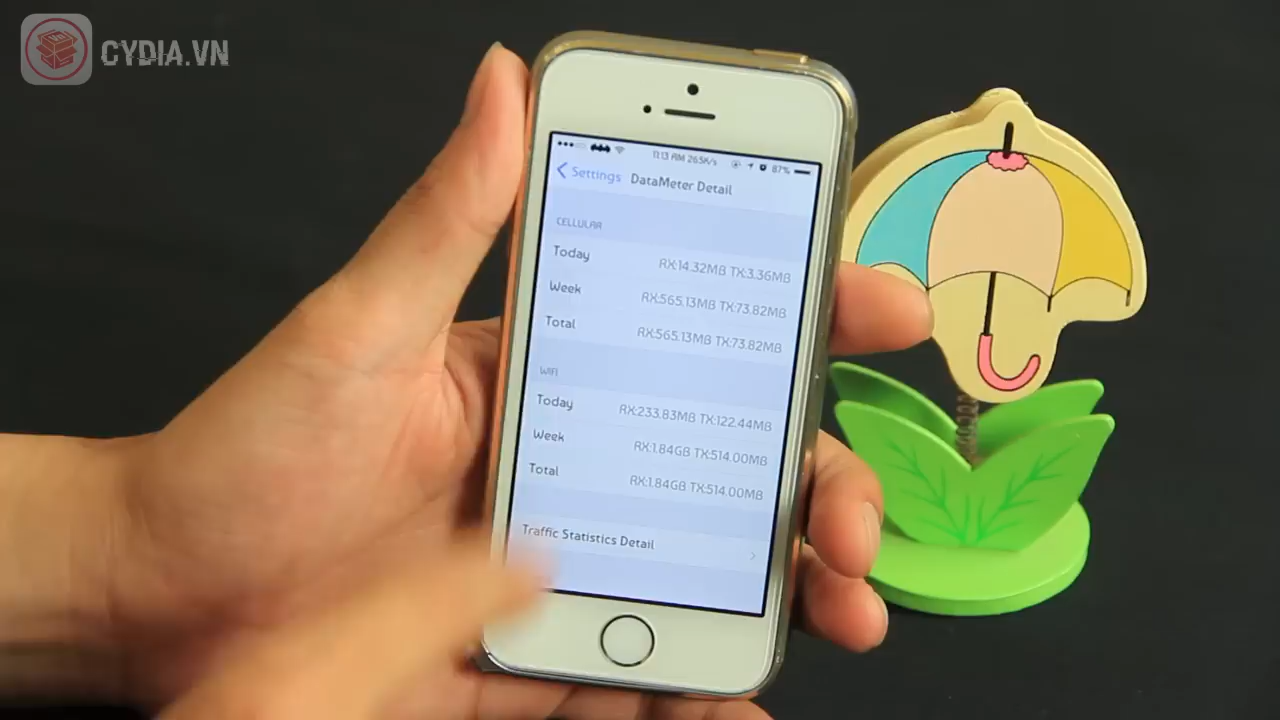 CYDIA.VN
11:13 AM 265K/s 87%
Settings DataMeter Detail
CELLULAR
Today RX:14.32MB TX:3.36MB
Week RX:565.13MB TX:73.82MB
Total RX:565.13MB TX:73.82MB
WIFI
Today RX:233.83MB TX:122.44MB
Week RX:1.84GB TX:514.00MB
Total RX:1.84GB TX:514.00MB
Traffic Statistics Detail